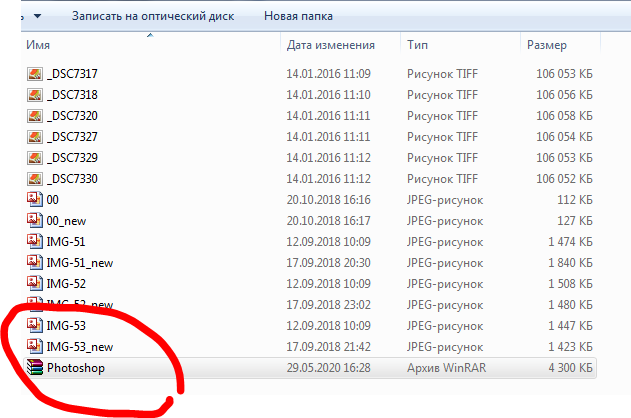 Записать на оптический диск Новая папка
Имя Дата изменения Тип Размер
_DSC7317 14.01.2016 11:09 Рисунок TIFF 106 053 КБ
_DSC7318 14.01.2016 11:10 Рисунок TIFF 106 056 КБ
_DSC7320 14.01.2016 11:11 Рисунок TIFF 106 058 КБ
_DSC7327 14.01.2016 11:11 Рисунок TIFF 106 054 КБ
_DSC7329 14.01.2016 11:12 Рисунок TIFF 106 053 КБ
_DSC7330 14.01.2016 11:12 Рисунок TIFF 106 052 КБ
00 20.10.2018 16:16 JPEG-рисунок 112 КБ
00_new 20.10.2018 16:17 JPEG-рисунок 127 КБ
IMG-51 12.09.2018 10:09 JPEG-рисунок 1 474 КБ
IMG-51_new 17.09.2018 20:30 JPEG-рисунок 1 840 КБ
IMG-52 12.09.2018 10:09 JPEG-рисунок 1 508 КБ
IMG-52_new 17.09.2018 23:02 JPEG-рисунок 1 480 КБ
IMG-53 12.09.2018 10:09 JPEG-рисунок 1 447 КБ
IMG-53_new 17.09.2018 21:42 JPEG-рисунок 1 423 КБ
Photoshop 29.05.2020 16:28 Архив WinRAR 4 300 КБ